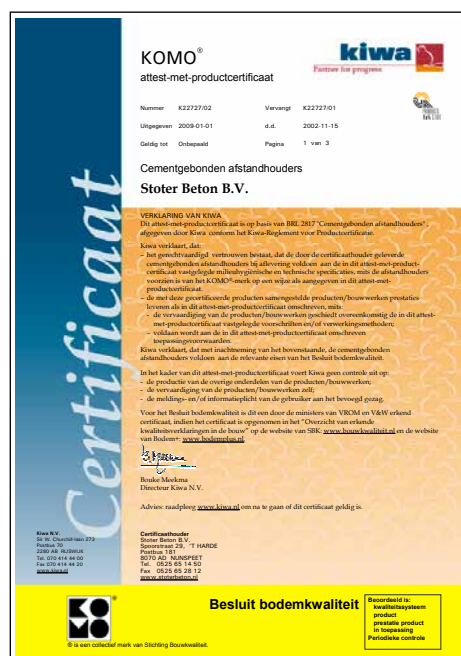 KOMO®
attest-met-productcertificaat
kiwa
Partner for progress
Nummer K22727/02 Vervangt K22727/01
Uitgegeven 2009-01-01 d.d. 2002-11-15
Geldig tot Onbepaald Pagina 1 van 3
Cementgebonden afstandhouders
Stoter Beton B.V.
Certificaat
VERKLARING VAN KIWA
Dit attest-met-productcertificaat is op basis van BRL 2817 "Cementgebonden afstandhouders" ,
afgegeven door Kiwa conform het Kiwa-Reglement voor Productcertificatie.
Kiwa verklaart, dat:
– het gerechtvaardigd vertrouwen bestaat, dat de door de certificaathouder geleverde
cementgebonden afstandhouders bij aflevering voldoen aan de in dit attest-met-product-
certificaat vastgelegde milieuhygienische en technische specificaties, mits de afstandhouders
voorzien is van het KOMO®-merk op een wijze als aangegeven in dit attest-met-
productcertificaat.
– de met deze gecertificeerde producten samengestelde producten/bouwwerken prestaties
leveren als in dit attest-met-productcertificaat omschreven, mits:
– de vervaardiging van de producten/bouwwerken geschiedt overeenkomstig de in dit attest-
met-productcertificaat vastgelegde voorschriften en/of verwerkingsmethoden;
– voldaan wordt aan de in dit attest-met-productcertificaat omschreven
toepassingsvoorwaarden.
Kiwa verklaart, dat met inachtneming van het bovenstaande, de cementgebonden
afstandhouders voldoen aan de relevante eisen van het Besluit bodemkwaliteit.
In het kader van dit attest-met-productcertificaat voert Kiwa geen controle uit op:
– de productie van de overige onderdelen van de producten/bouwwerken;
– de vervaardiging van de producten/bouwwerken zelf;
– de meldings- en/of informatieplicht van de gebruiker aan het bevoegd gezag.
Voor het Besluit bodemkwaliteit is dit een door de ministers van VROM en V&W erkend
certificaat, indien het certificaat is opgenomen in het "Overzicht van erkende
kwaliteitsverklaringen in de bouw" op de website van SBK: www.bouwkwaliteit.nl en de website
van Bodem+: www.bodemplus.nl.
B. Meekma
Bouke Meekma
Directeur Kiwa N.V.
Advies: raadpleeg www.kiwa.nl om na te gaan of dit certificaat geldig is.
Kiwa N.V.
Sir W. Churchill-laan 273
Postbus 70
2280 AB RIJSWIJK
Tel. 070 414 44 00
Fax 070 414 44 20
www.kiwa.nl
Certificaathouder
Stoter Beton B.V.
Spoorstraat 29, 'T HARDE
Postbus 181
8070 AD NUNSPEET
Tel. 0525 65 14 50
Fax 0525 65 28 12
www.stoterbeton.nl
KOMO®
Besluit bodemkwaliteit
Beoordeeld is:
kwaliteitssysteem
product
prestatie product
in toepassing
Periodieke controle
® is een collectief merk van Stichting Bouwkwaliteit.